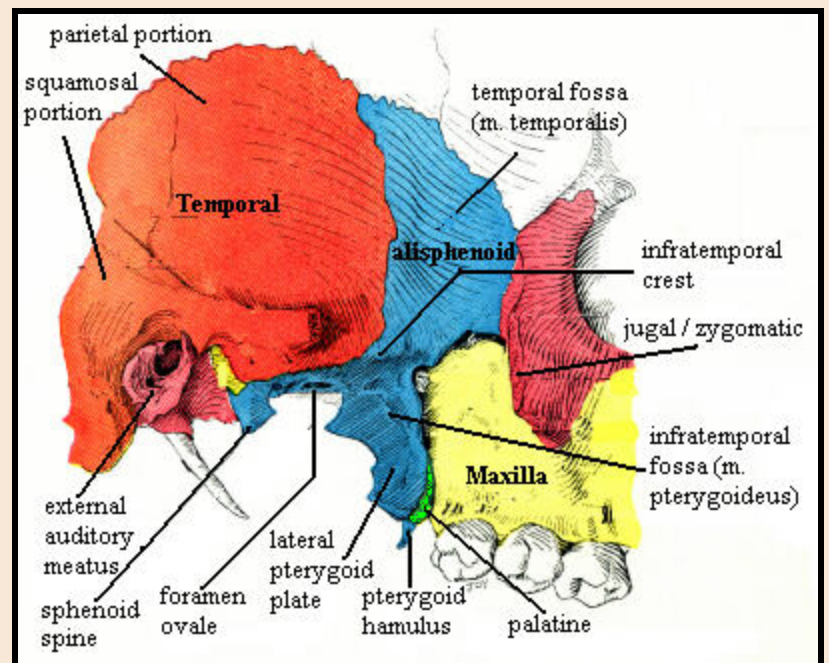 parietal portion
squamosal
portion
temporal fossa
(m. temporalis)
Temporal
alisphenoid
infratemporal
crest
jugal / zygomatic
infratemporal
fossa (m.
pterygoideus)
Maxilla
external
auditory
meatus
sphenoid
spine
foramen
ovale
lateral
pterygoid
plate
pterygoid
hamulus
palatine